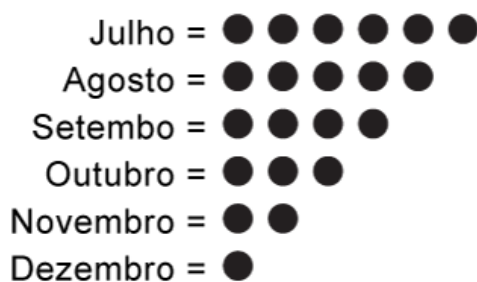 Julho = ● ● ● ● ● ●
Agosto = ● ● ● ● ●
Setembo = ● ● ● ●
Outubro = ● ● ●
Novembro = ● ●
Dezembro = ●